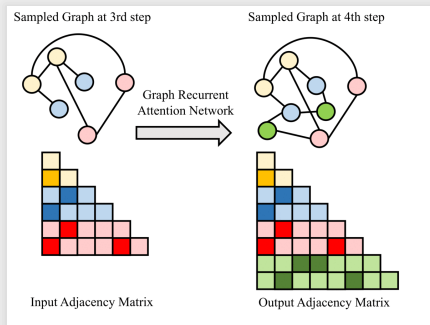 Sampled Graph at 3rd step
Sampled Graph at 4th step
Graph Recurrent
Attention Network
Input Adjacency Matrix
Output Adjacency Matrix